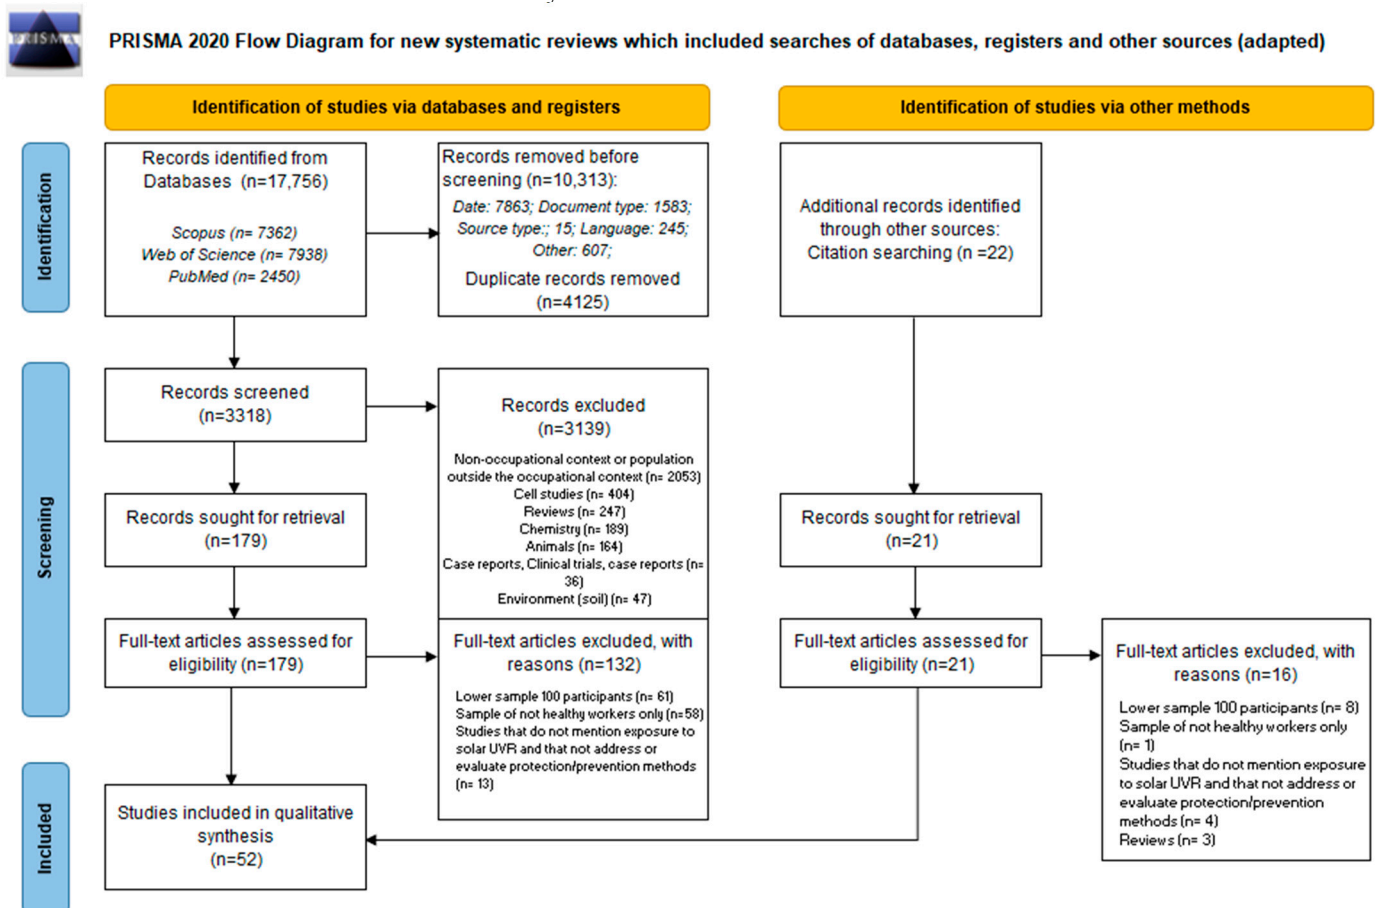 PRISMA
PRISMA 2020 Flow Diagram for new systematic reviews which included searches of databases, registers and other sources (adapted)
Identification of studies via databases and registers
Identification of studies via other methods
Identification
Records identified from
Databases (n=17,756)
Scopus (n= 7362)
Web of Science (n= 7938)
PubMed (n= 2450)
Records removed before
screening (n=10,313):
Date: 7863; Document type: 1583;
Source type:; 15; Language: 245;
Other: 607;
Duplicate records removed
(n=4125)
Additional records identified
through other sources:
Citation searching (n =22)
Screening
Records screened
(n=3318)
Records excluded
(n=3139)
Non-occupational context or population
outside the occupational context (n= 2053)
Cell studies (n= 404)
Reviews (n= 247)
Chemistry (n= 189)
Animals (n= 164)
Case reports, Clinical trials, case reports (n=
36)
Environment (soil) (n= 47)
Records sought for retrieval
(n=179)
Records sought for retrieval
(n=21)
Full-text articles assessed for
eligibility (n=179)
Full-text articles excluded, with
reasons (n=132)
Lower sample 100 participants (n= 61)
Sample of not healthy workers only (n=58)
Studies that do not mention exposure to
solar UVR and that not address or
evaluate protection/prevention methods
(n= 13)
Full-text articles assessed for
eligibility (n=21)
Full-text articles excluded, with
reasons (n=16)
Lower sample 100 participants (n= 8)
Sample of not healthy workers only
(n= 1)
Studies that do not mention exposure
to solar UVR and that not address or
evaluate protection/prevention
methods (n= 4)
Reviews (n= 3)
Included
Studies included in qualitative
synthesis
(n=52)